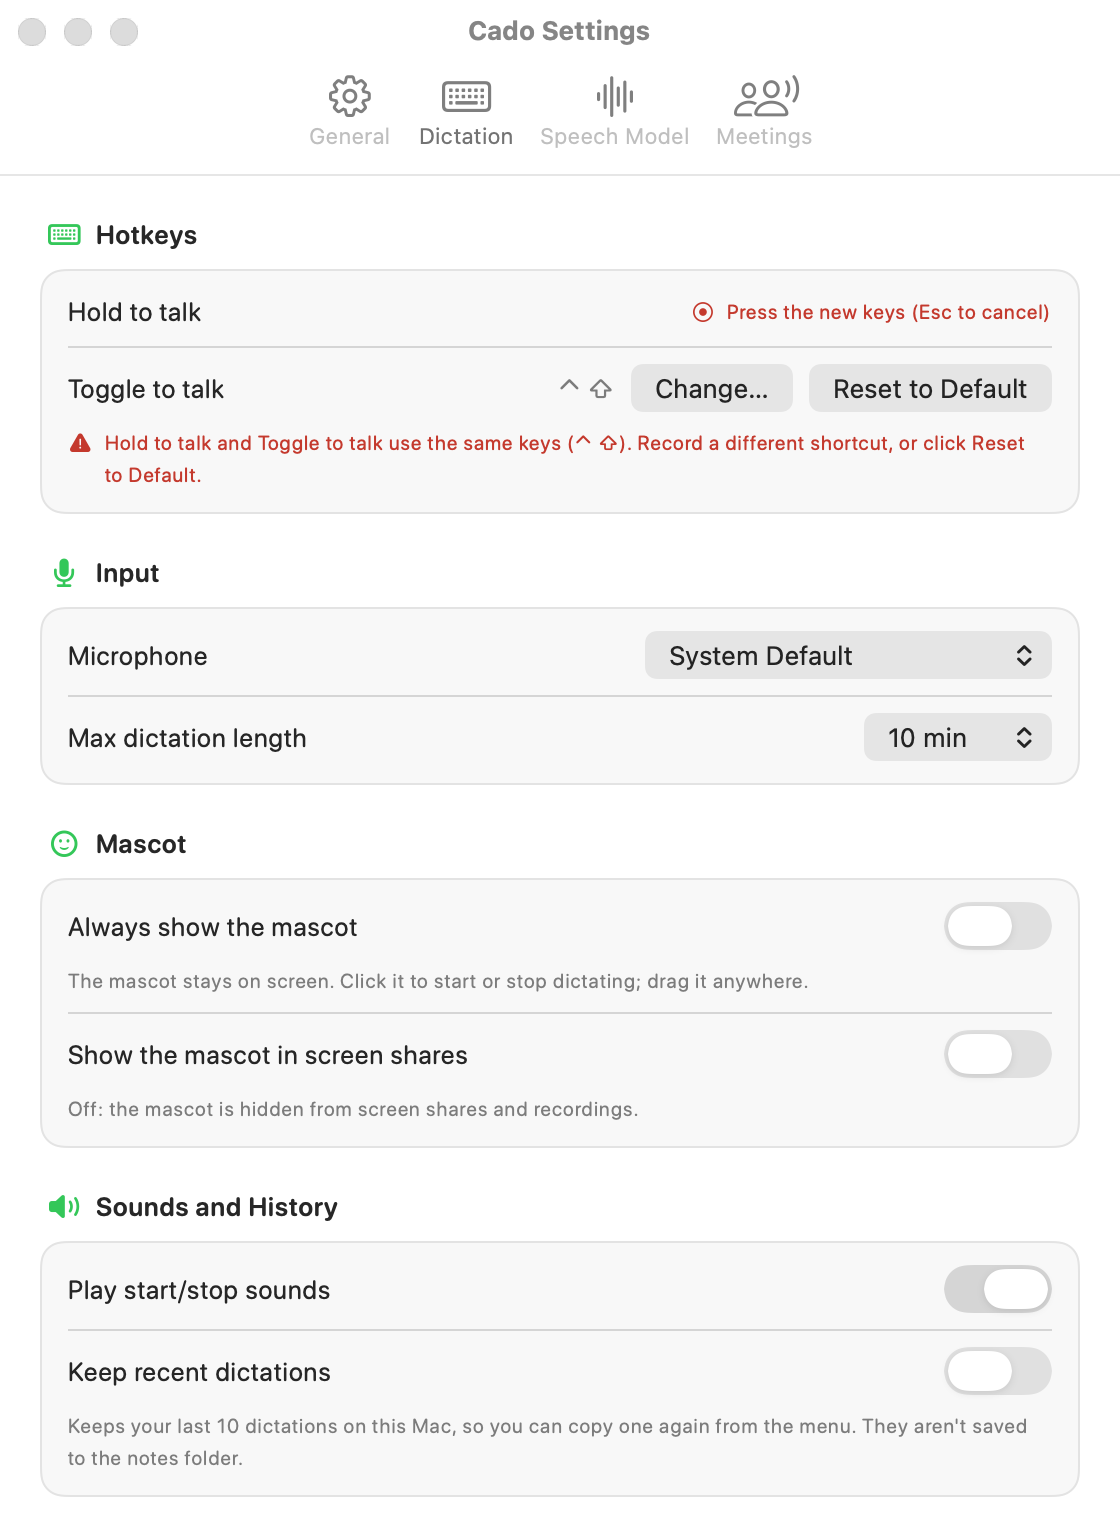 Cado Settings
General Dictation Speech Model Meetings
Hotkeys
Hold to talk Press the new keys (Esc to cancel)
Toggle to talk ^ ⇧ Change... Reset to Default
Hold to talk and Toggle to talk use the same keys (^ ⇧). Record a different shortcut, or click Reset
to Default.
Input
Microphone System Default
Max dictation length 10 min
Mascot
Always show the mascot
The mascot stays on screen. Click it to start or stop dictating; drag it anywhere.
Show the mascot in screen shares
Off: the mascot is hidden from screen shares and recordings.
Sounds and History
Play start/stop sounds
Keep recent dictations
Keeps your last 10 dictations on this Mac, so you can copy one again from the menu. They aren't saved
to the notes folder.